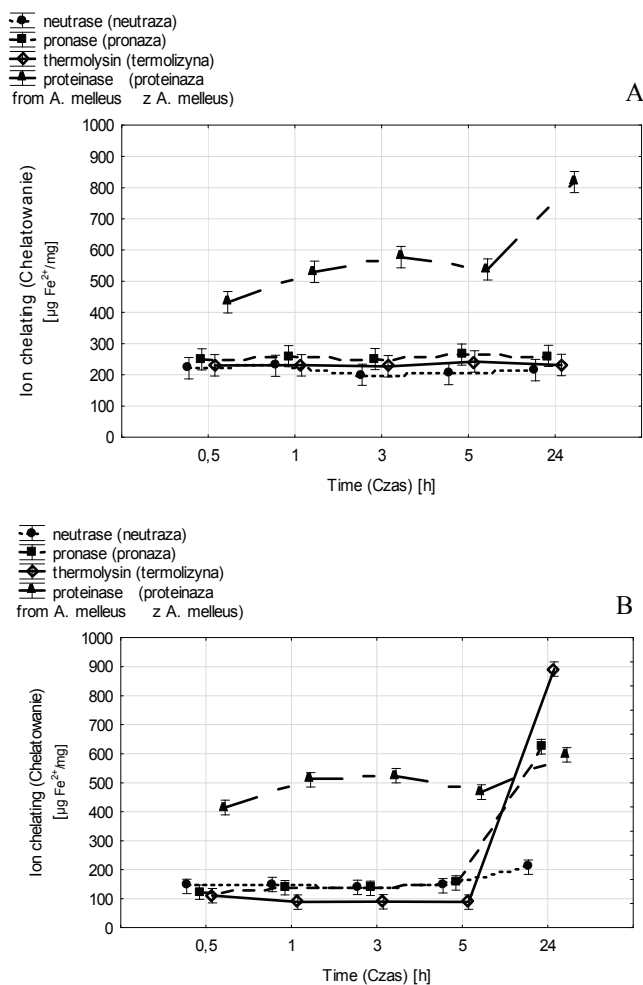 neutrase (neutraza)
pronase (pronaza)
thermolysin (termolizyna)
proteinase (proteinaza
from A. melleus z A. melleus)
A
1000
900
800
700
600
500
400
300
200
100
0
Ion chelating (Chelatowanie)
[µg Fe²⁺/mg]
0,5 1 3 5 24
Time (Czas) [h]
neutrase (neutraza)
pronase (pronaza)
thermolysin (termolizyna)
proteinase (proteinaza
from A. melleus z A. melleus)
B
1000
900
800
700
600
500
400
300
200
100
0
Ion chelating (Chelatowanie)
[µg Fe²⁺/mg]
0,5 1 3 5 24
Time (Czas) [h]